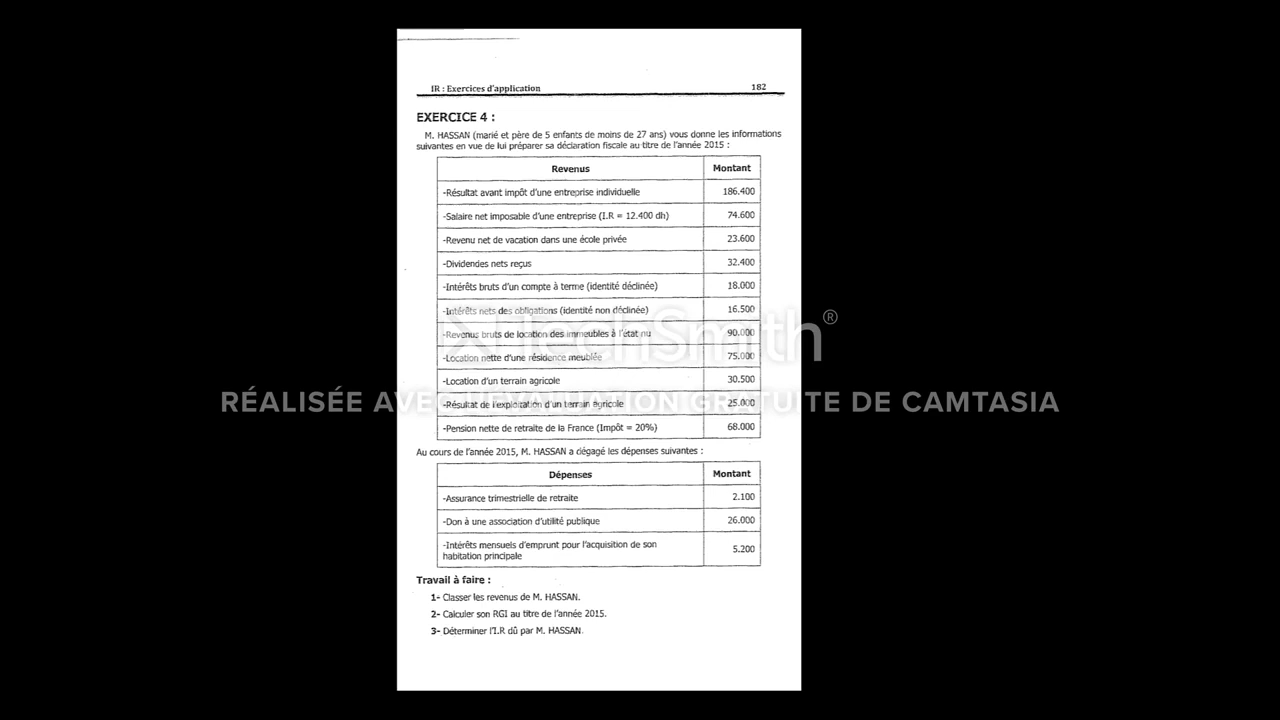 IR : Exercices d'application 182
EXERCICE 4 :
M. HASSAN (marié et père de 5 enfants de moins de 27 ans) vous donne les informations
suivantes en vue de lui préparer sa déclaration fiscale au titre de l'année 2015 :
Revenus Montant
-Résultat avant impôt d'une entreprise individuelle 186.400
-Salaire net imposable d'une entreprise (I.R = 12.400 dh) 74.600
-Revenu net de vacation dans une école privée 23.600
-Dividendes nets reçus 32.400
-Intérêts bruts d'un compte à terme (identité déclinée) 18.000
-Intérêts nets des obligations (identité non déclinée) 16.500
-Revenus bruts de location des immeubles à l'état nu 90.000
TechSmith®
-Location nette d'une résidence meublée 75.000
-Location d'un terrain agricole 30.500
RÉALISÉE AVEC L'ÉVALUATION GRATUITE DE CAMTASIA
-Résultat de l'exploitation d'un terrain agricole 25.000
-Pension nette de retraite de la France (Impôt = 20%) 68.000
Au cours de l'année 2015, M. HASSAN a dégagé les dépenses suivantes :
Dépenses Montant
-Assurance trimestrielle de retraite 2.100
-Don à une association d'utilité publique 26.000
-Intérêts mensuels d'emprunt pour l'acquisition de son
habitation principale 5.200
Travail à faire :
1- Classer les revenus de M. HASSAN.
2- Calculer son RGI au titre de l'année 2015.
3- Déterminer l'I.R dû par M. HASSAN.